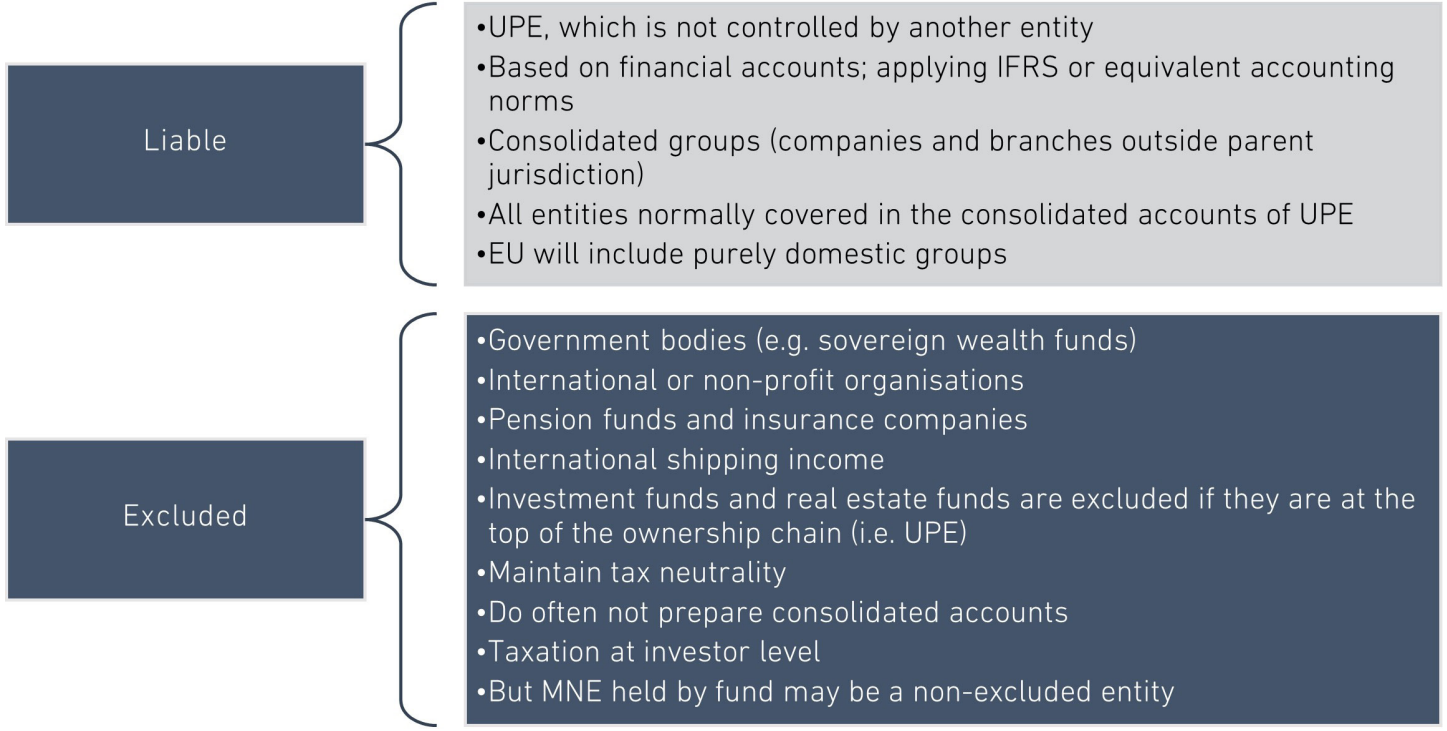 Liable
•UPE, which is not controlled by another entity
•Based on financial accounts; applying IFRS or equivalent accounting
norms
•Consolidated groups (companies and branches outside parent
jurisdiction)
•All entities normally covered in the consolidated accounts of UPE
•EU will include purely domestic groups
Excluded
•Government bodies (e.g. sovereign wealth funds)
•International or non-profit organisations
•Pension funds and insurance companies
•International shipping income
•Investment funds and real estate funds are excluded if they are at the
top of the ownership chain (i.e. UPE)
•Maintain tax neutrality
•Do often not prepare consolidated accounts
•Taxation at investor level
•But MNE held by fund may be a non-excluded entity